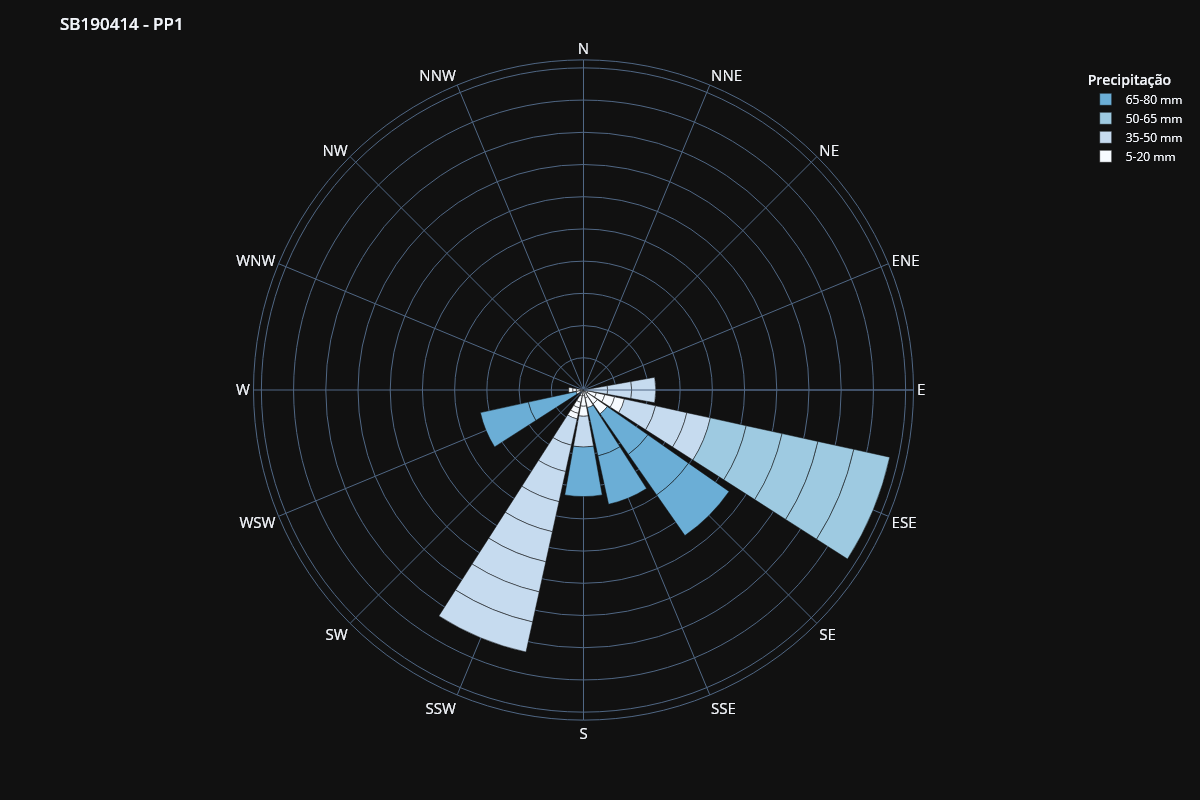 SB190414 - PP1
N
NNW
NNE
Precipitação
65-80 mm
50-65 mm
35-50 mm
5-20 mm
NW
NE
WNW
ENE
W
E
WSW
ESE
SW
SE
SSW
SSE
S